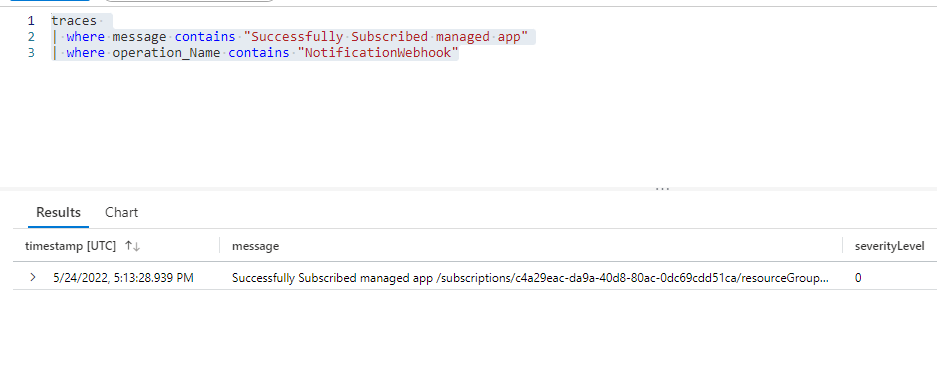 1 traces
2 | where message contains "Successfully Subscribed managed app"
3 | where operation_Name contains "NotificationWebhook"
...
Results Chart
timestamp [UTC] ↑↓ message severityLevel
> 5/24/2022, 5:13:28.939 PM Successfully Subscribed managed app /subscriptions/c4a29eac-da9a-40d8-80ac-0dc69cdd51ca/resourceGroup... 0